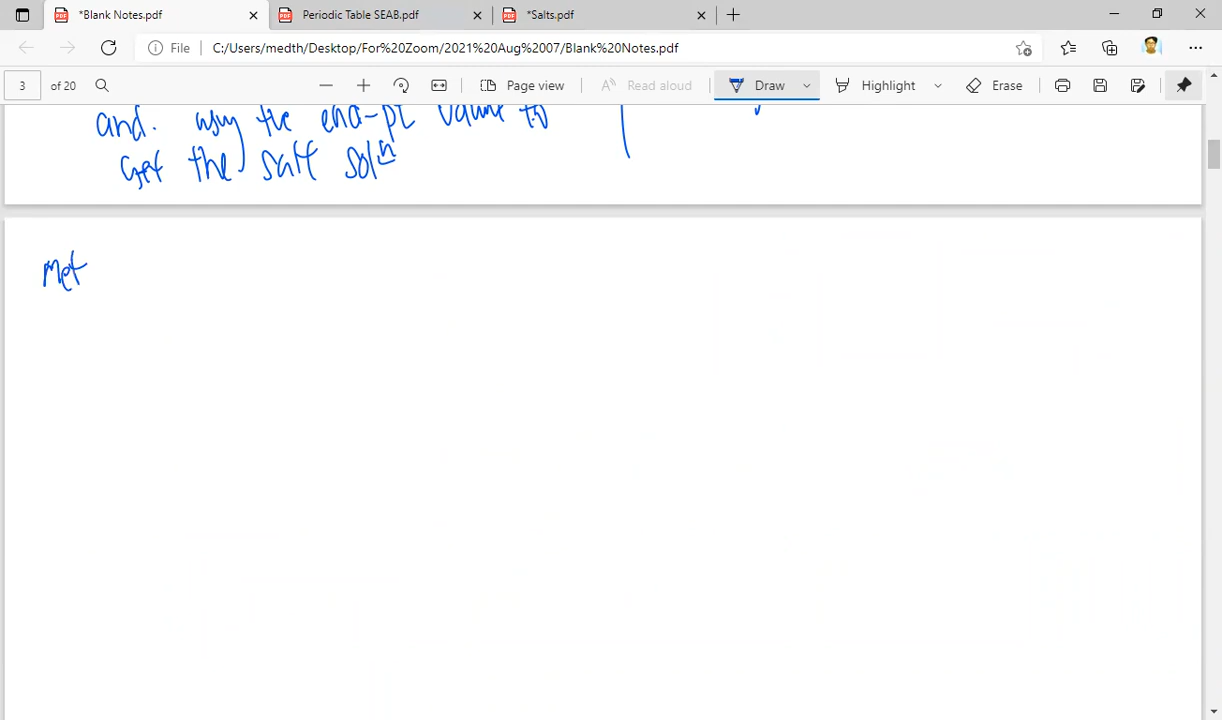 *Blank Notes.pdf
Periodic Table SEAB.pdf
*Salts.pdf
File
C:/Users/medth/Desktop/For%20Zoom/2021%20Aug%2007/Blank%20Notes.pdf
3 of 20
Page view
Read aloud
Draw
Highlight
Erase
and. using the end-pt value to
get the salt solⁿ
Met